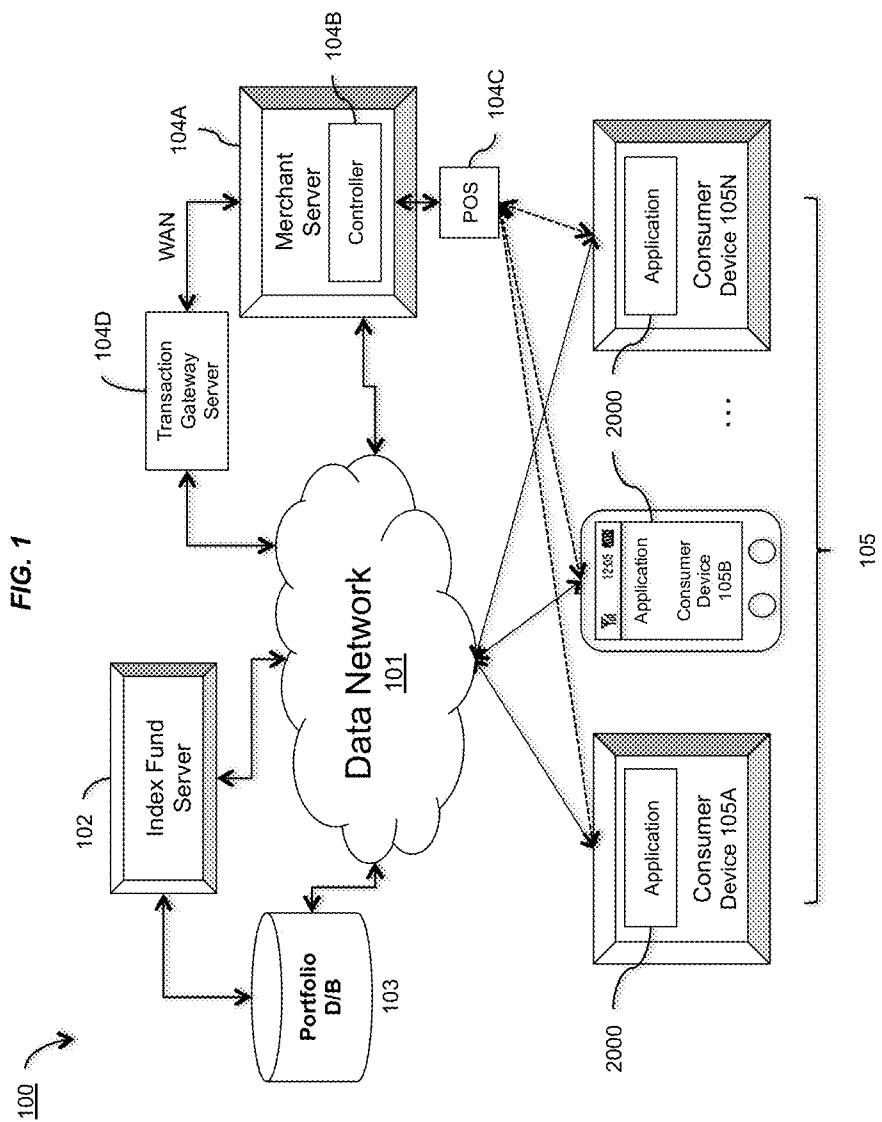 FIG. 1
100
102
Index Fund
Server
Portfolio
D/B
103
Data Network
101
104D
Transaction
Gateway
Server
WAN
104A
Merchant
Server
104B
Controller
104C
POS
2000
Application
Consumer
Device 105A
12:55
Application
Consumer
Device
105B
2000
...
2000
Application
Consumer
Device 105N
105